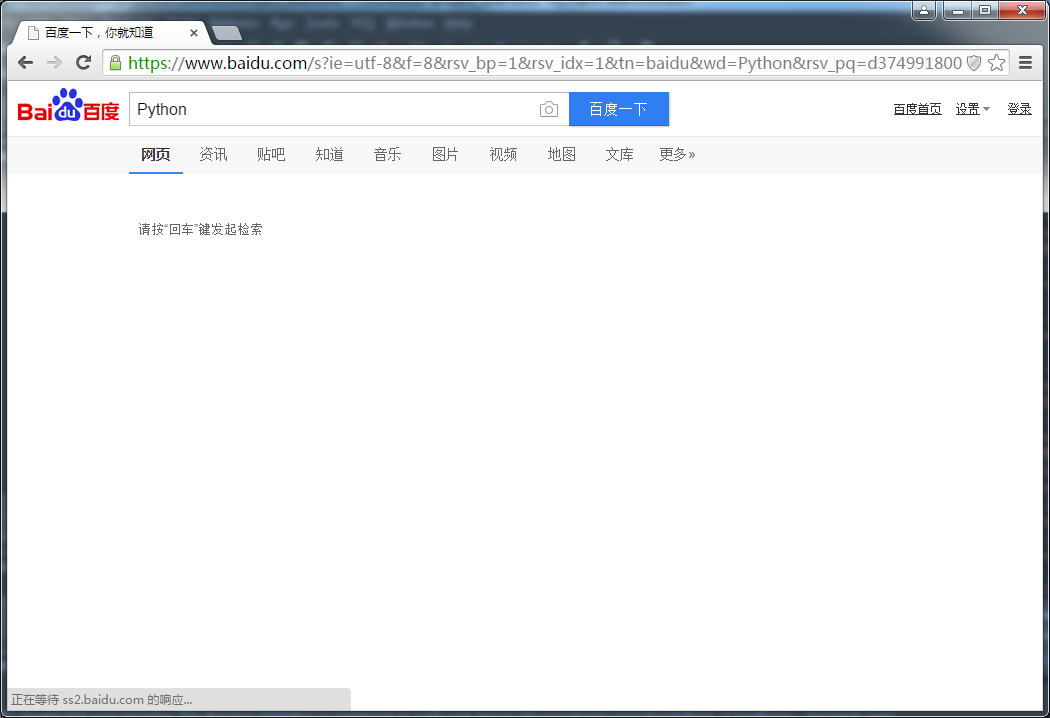 百度一下，你就知道
https://www.baidu.com/s?ie=utf-8&f=8&rsv_bp=1&rsv_idx=1&tn=baidu&wd=Python&rsv_pq=d374991800
Bai du 百度 Python 百度一下 百度首页 设置 登录
网页 资讯 贴吧 知道 音乐 图片 视频 地图 文库 更多»
请按“回车”键发起检索
正在等待 ss2.baidu.com 的响应...